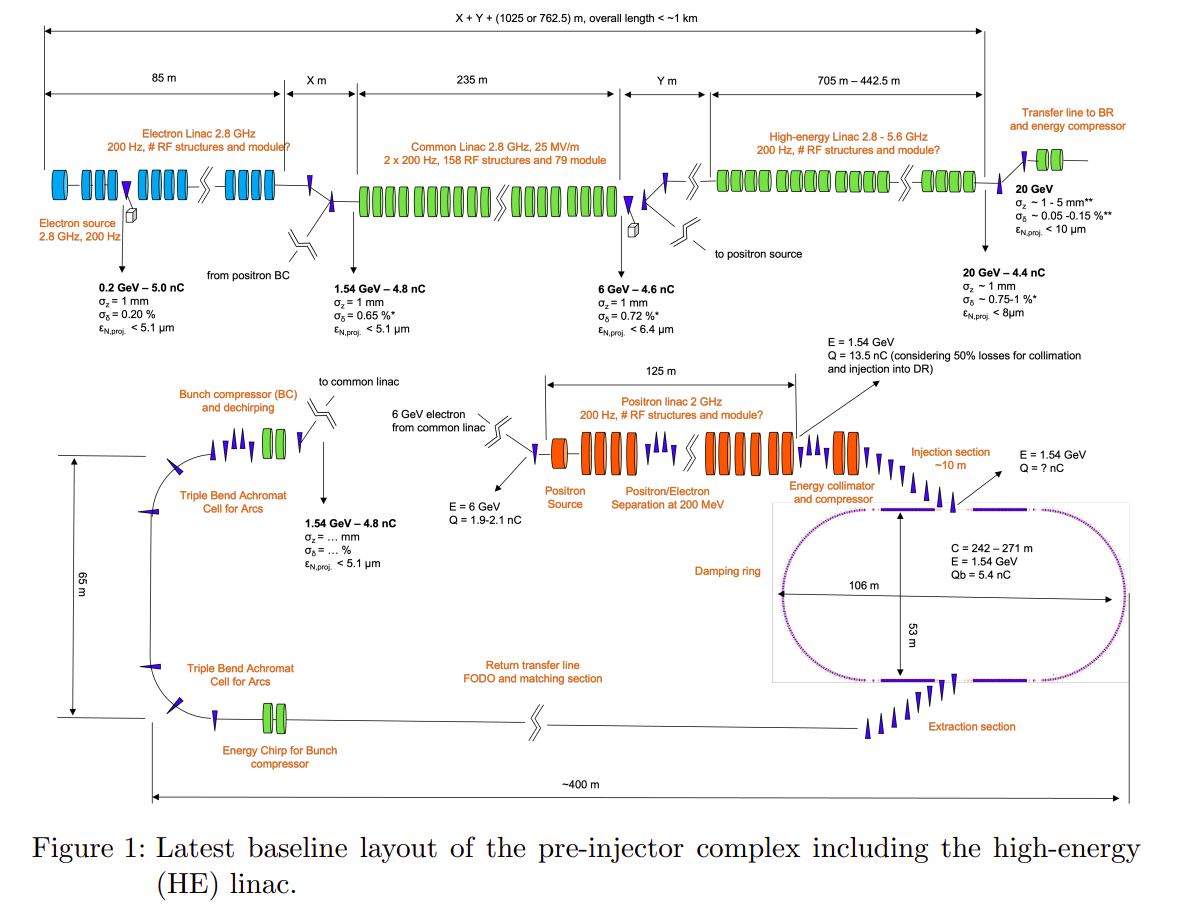 X + Y + (1025 or 762.5) m, overall length < ~1 km
85 m
X m
235 m
Y m
705 m – 442.5 m
Transfer line to BR
and energy compressor
Electron Linac 2.8 GHz
200 Hz, # RF structures and module?
Common Linac 2.8 GHz, 25 MV/m
2 x 200 Hz, 158 RF structures and 79 module
High-energy Linac 2.8 - 5.6 GHz
200 Hz, # RF structures and module?
Electron source
2.8 GHz, 200 Hz
from positron BC
to positron source
20 GeV
σz ~ 1 - 5 mm**
σδ ~ 0.05 -0.15 %**
εN,proj. < 10 μm
0.2 GeV – 5.0 nC
σz = 1 mm
σδ = 0.20 %
εN,proj. < 5.1 μm
1.54 GeV – 4.8 nC
σz = 1 mm
σδ = 0.65 %*
εN,proj. < 5.1 μm
6 GeV – 4.6 nC
σz = 1 mm
σδ = 0.72 %*
εN,proj. < 6.4 μm
20 GeV – 4.4 nC
σz ~ 1 mm
σδ ~ 0.75-1 %*
εN,proj. < 8μm
E = 1.54 GeV
Q = 13.5 nC (considering 50% losses for collimation
and injection into DR)
125 m
Bunch compressor (BC)
and dechirping
to common linac
6 GeV electron
from common linac
Positron linac 2 GHz
200 Hz, # RF structures and module?
Injection section
~10 m
E = 1.54 GeV
Q = ? nC
Triple Bend Achromat
Cell for Arcs
Positron
Source
Positron/Electron
Separation at 200 MeV
Energy collimator
and compressor
E = 6 GeV
Q = 1.9-2.1 nC
1.54 GeV – 4.8 nC
σz = ... mm
σδ = ... %
εN,proj. < 5.1 μm
65 m
Damping ring
C = 242 – 271 m
E = 1.54 GeV
Qb = 5.4 nC
106 m
53 m
Triple Bend Achromat
Cell for Arcs
Return transfer line
FODO and matching section
Extraction section
Energy Chirp for Bunch
compressor
~400 m
Figure 1: Latest baseline layout of the pre-injector complex including the high-energy
(HE) linac.